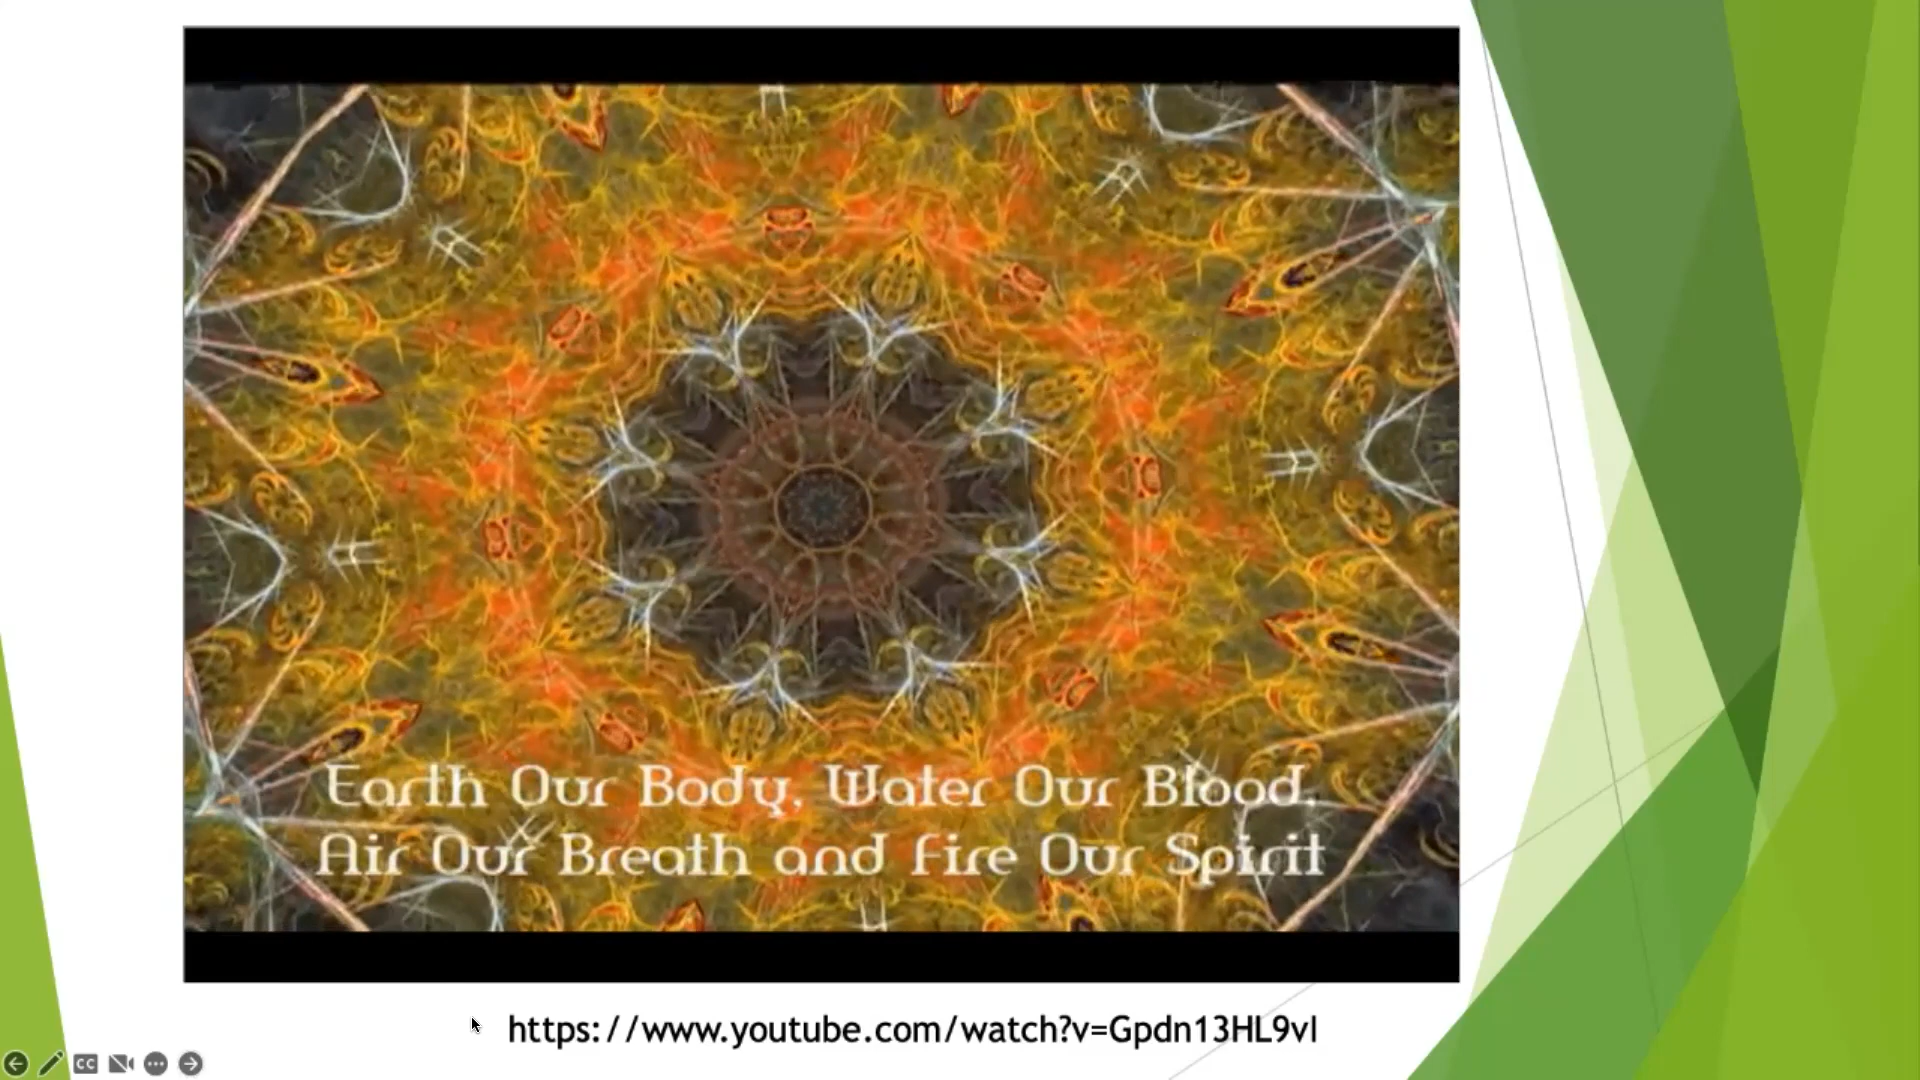 Earth Our Body, Water Our Blood,
Air Our Breath and Fire Our Spirit
https://www.youtube.com/watch?v=Gpdn13HL9vI
CC